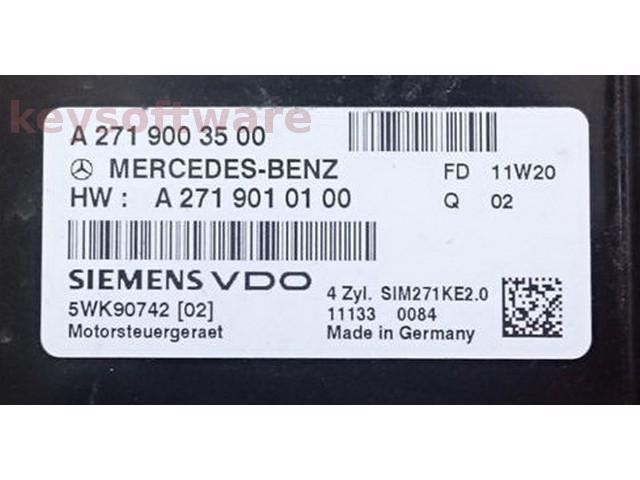 keysoftware
A 271 900 35 00
MERCEDES-BENZ FD 11W20
HW : A 271 901 01 00 Q 02
SIEMENS VDO
5WK90742 [02] 4 Zyl. SIM271KE2.0
11133 0084
Motorsteuergeraet Made in Germany